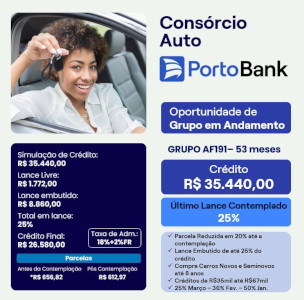 Consórcio
Auto
PortoBank
Oportunidade de
Grupo em Andamento
GRUPO AF191– 53 meses
Crédito
R$ 35.440,00
Último Lance Contemplado
25%
Simulação de Crédito:
R$ 35.440,00
Lance Livre:
R$ 1.772,00
Lance embutido:
R$ 8.860,00
Total em lance:
25%
Crédito Final:
R$ 26.580,00
Taxa de Adm.:
18%+2%FR
Parcelas
Antes da Contemplação
*R$ 656,82
Pós Contemplação
R$ 612,97
✓ Parcela Reduzida em 20% até a
contemplação
✓ Lance Embutido de até 25% do
crédito
✓ Compre Carros Novos e Seminovos
até 8 anos
✓ Créditos de R$35mil até R$67mil
✓ 25% Março – 36% Fev. – 50% Jan.